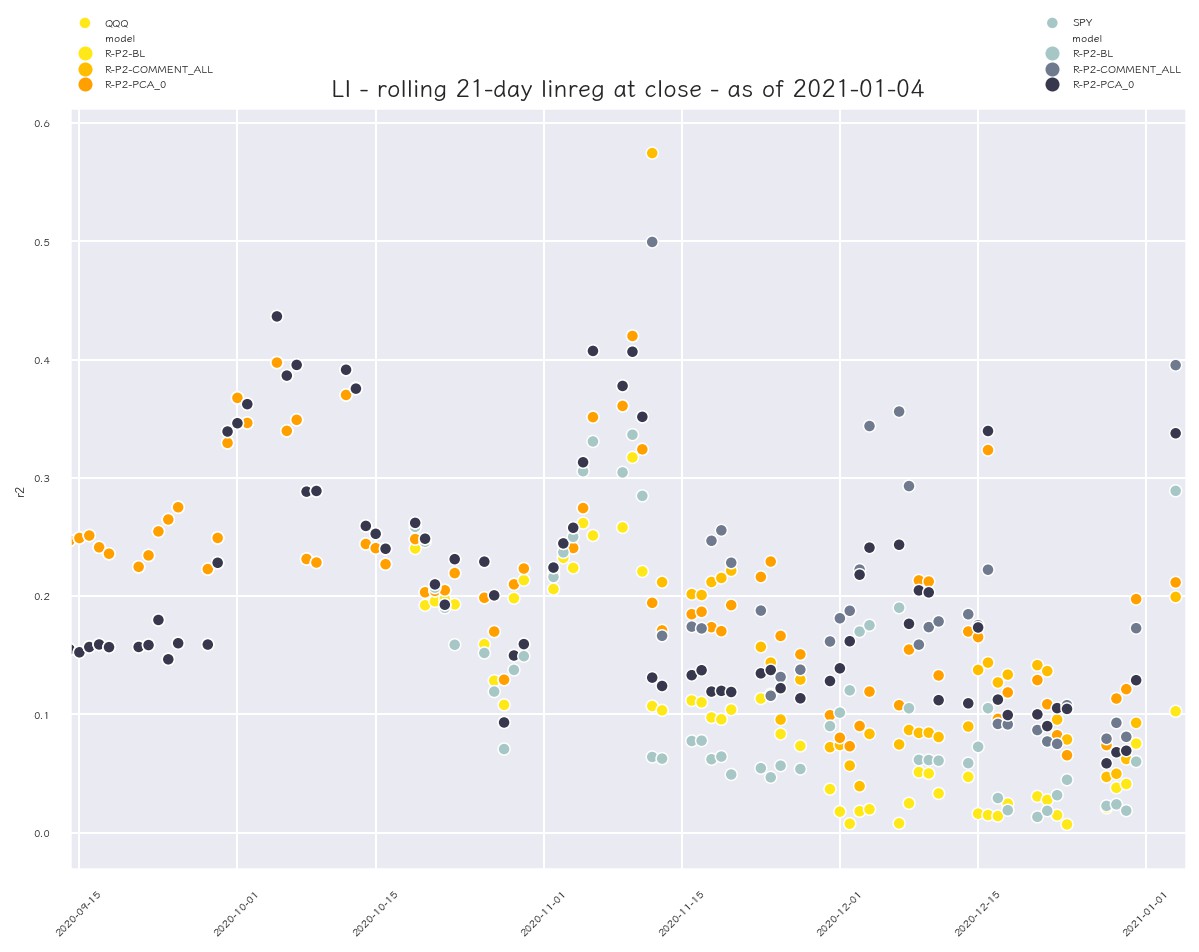 QQQ
model
R-P2-BL
R-P2-COMMENT_ALL
R-P2-PCA_0
SPY
model
R-P2-BL
R-P2-COMMENT_ALL
R-P2-PCA_0
LI - rolling 21-day linreg at close - as of 2021-01-04
0.6
0.5
0.4
0.3
0.2
0.1
0.0
r2
2020-09-15
2020-10-01
2020-10-15
2020-11-01
2020-11-15
2020-12-01
2020-12-15
2021-01-01